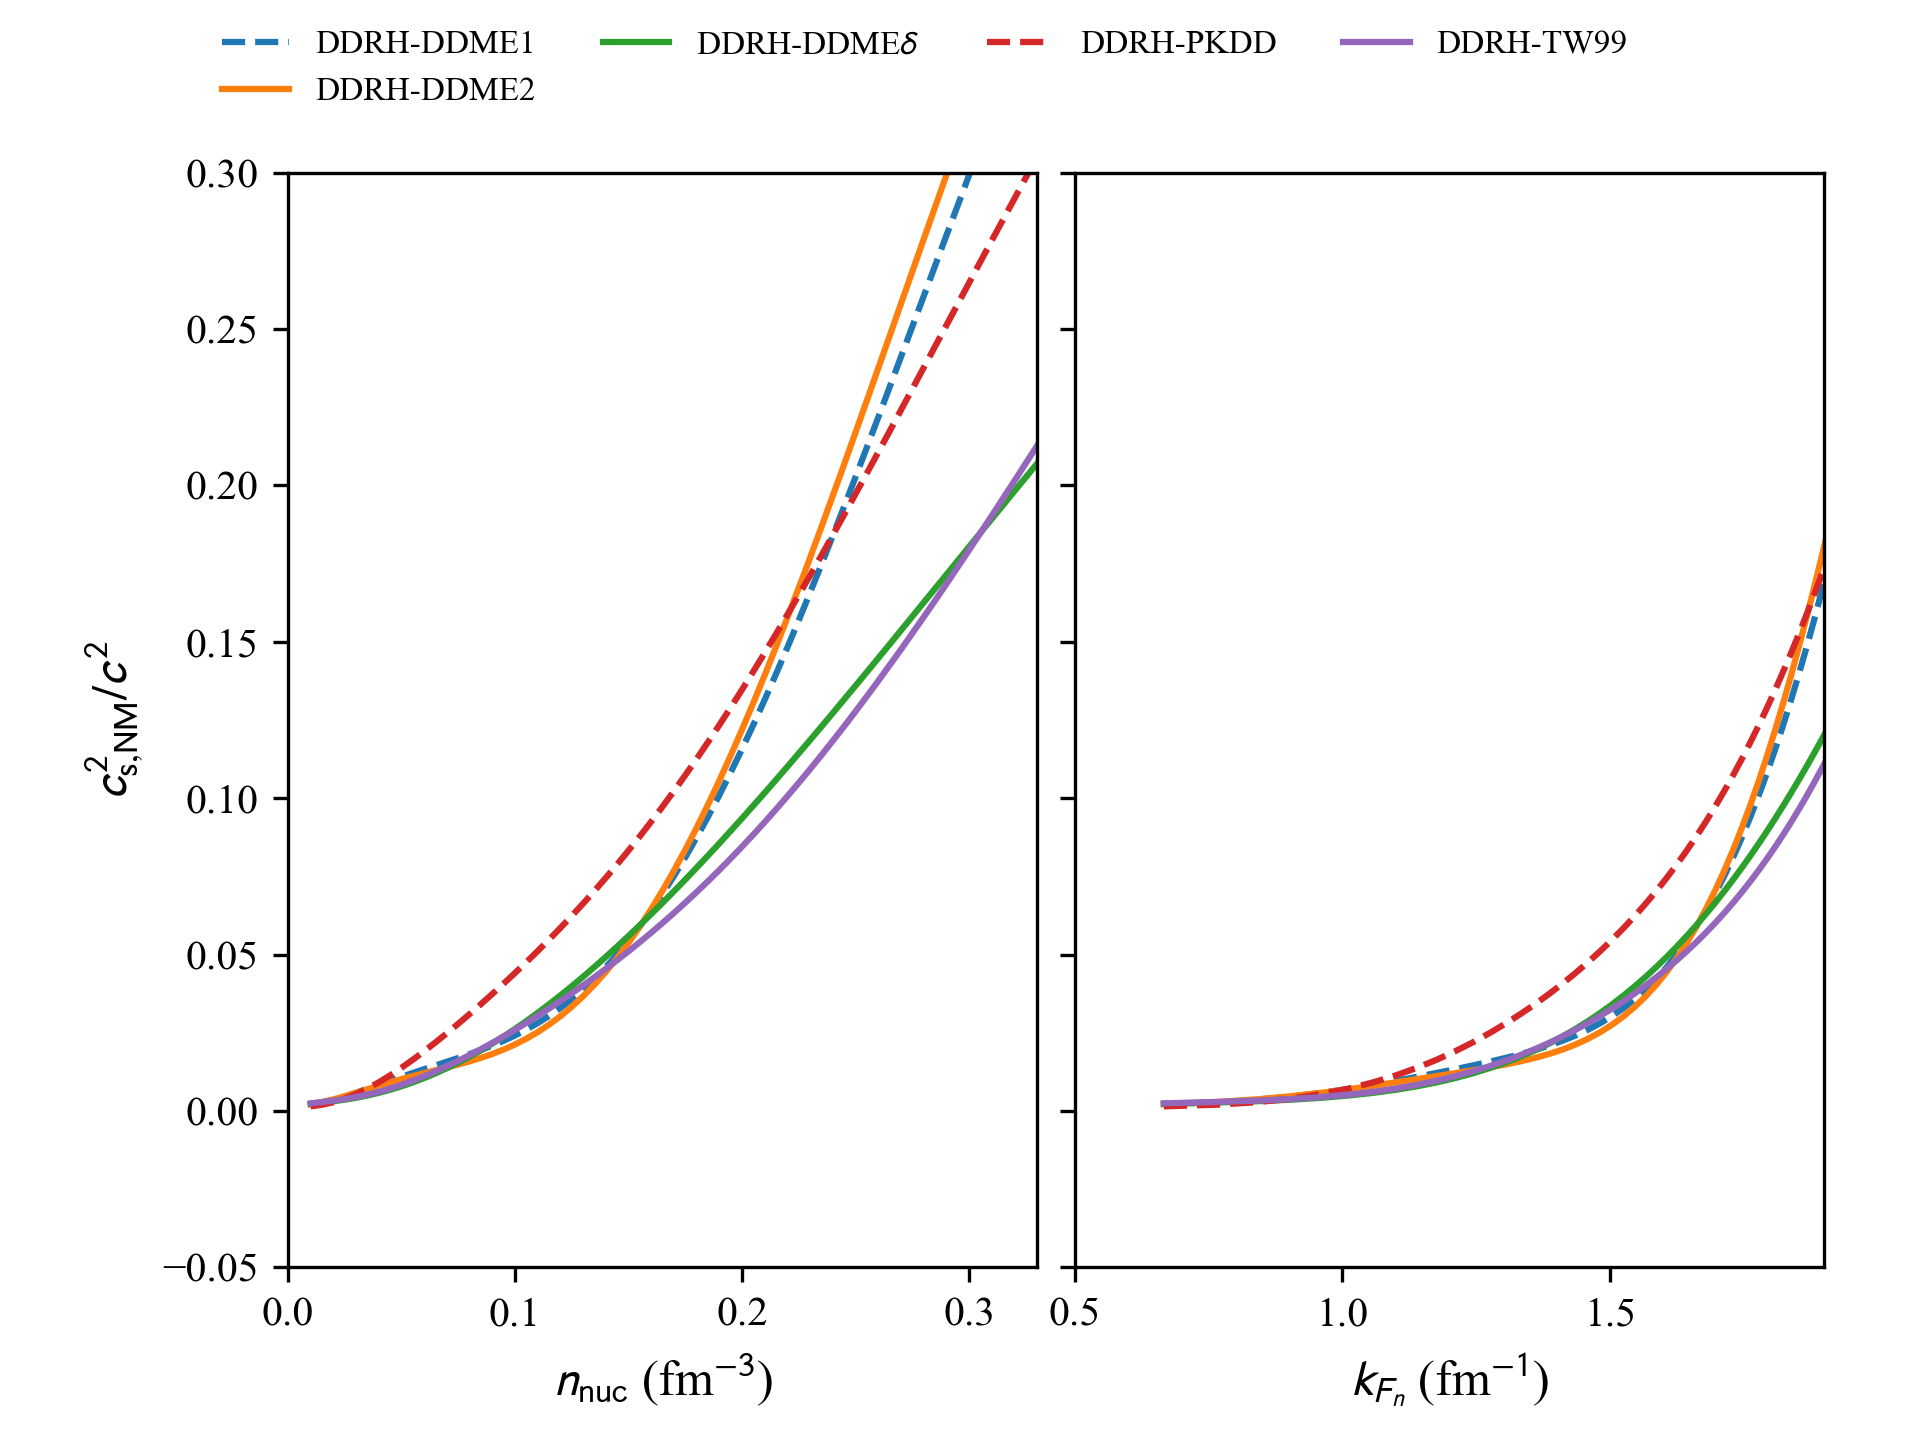 DDRH-DDME1 DDRH-DDMEδ DDRH-PKDD DDRH-TW99
DDRH-DDME2
0.30
0.25
0.20
0.15
0.10
0.05
0.00
−0.05
c²s,NM/c²
0.0 0.1 0.2 0.3
0.5 1.0 1.5
nnuc (fm⁻³)
kFn (fm⁻¹)